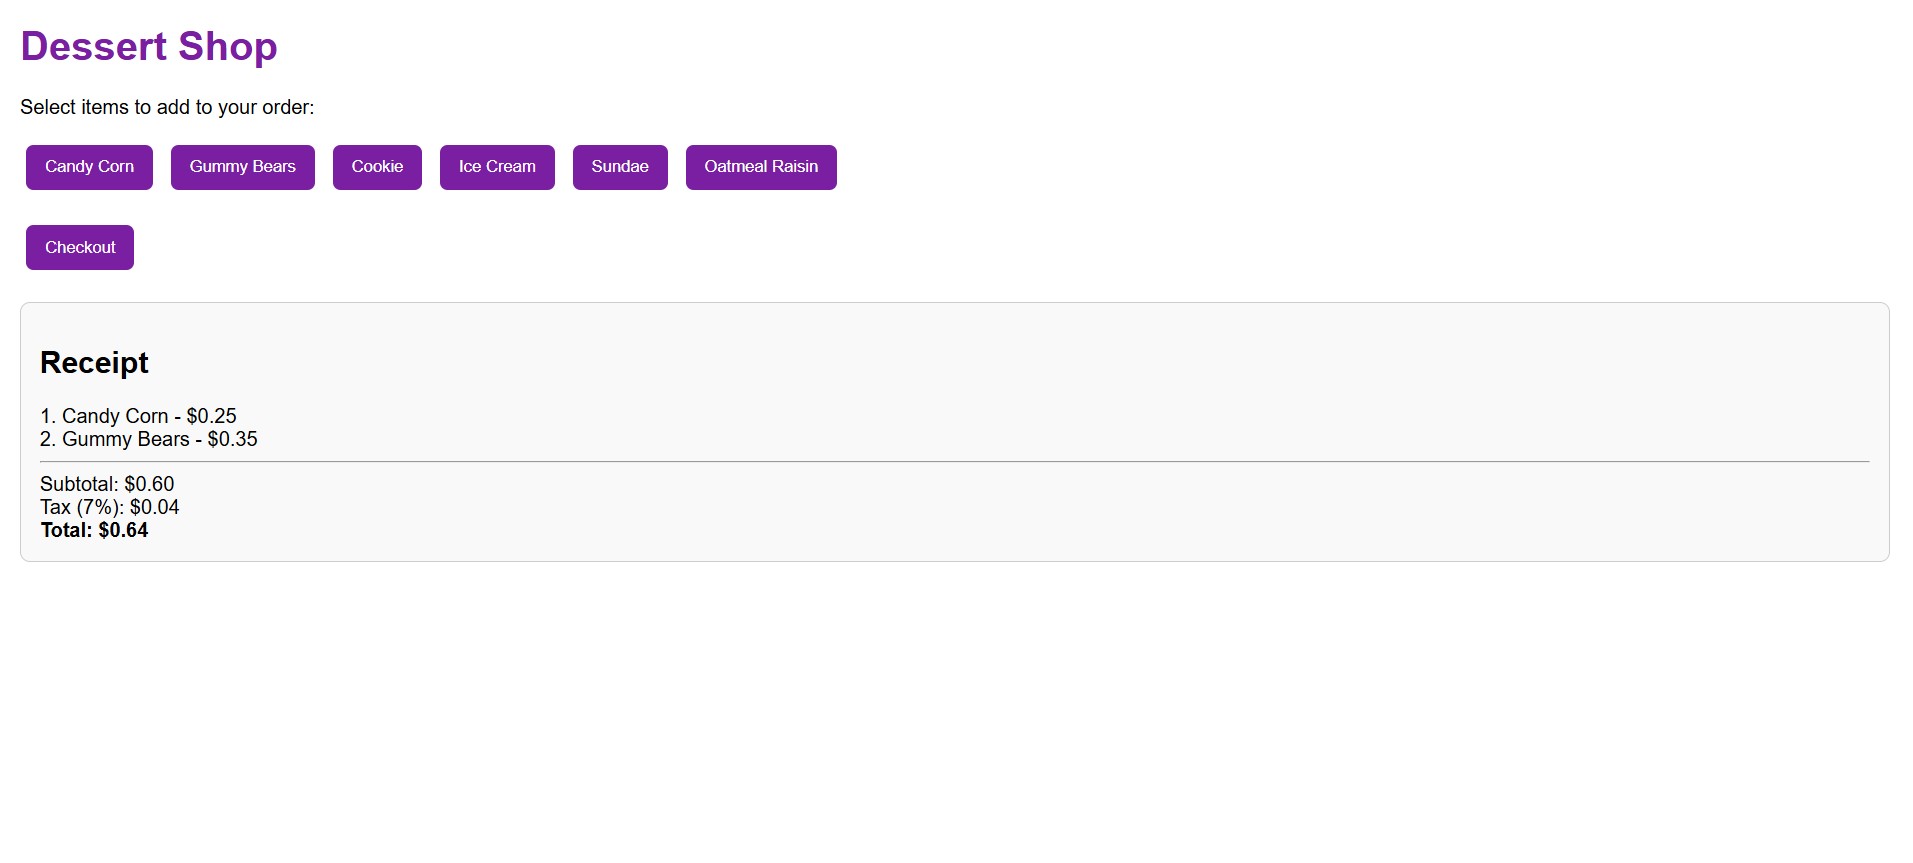 Dessert Shop
Select items to add to your order:
Candy Corn Gummy Bears Cookie Ice Cream Sundae Oatmeal Raisin
Checkout
Receipt
1. Candy Corn - $0.25
2. Gummy Bears - $0.35
Subtotal: $0.60
Tax (7%): $0.04
Total: $0.64